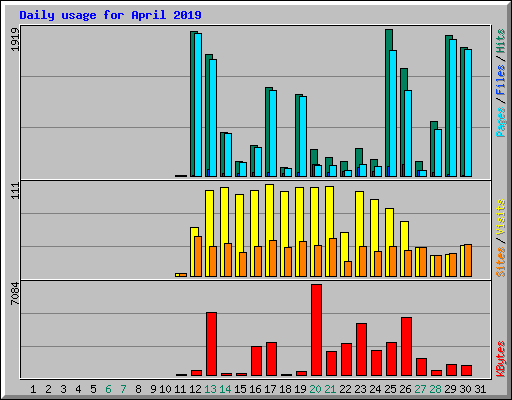 Daily usage for April 2019
1919
Pages / Files / Hits
111
Sites / Visits
7084
KBytes
1 2 3 4 5 6 7 8 9 10 11 12 13 14 15 16 17 18 19 20 21 22 23 24 25 26 27 28 29 30 31